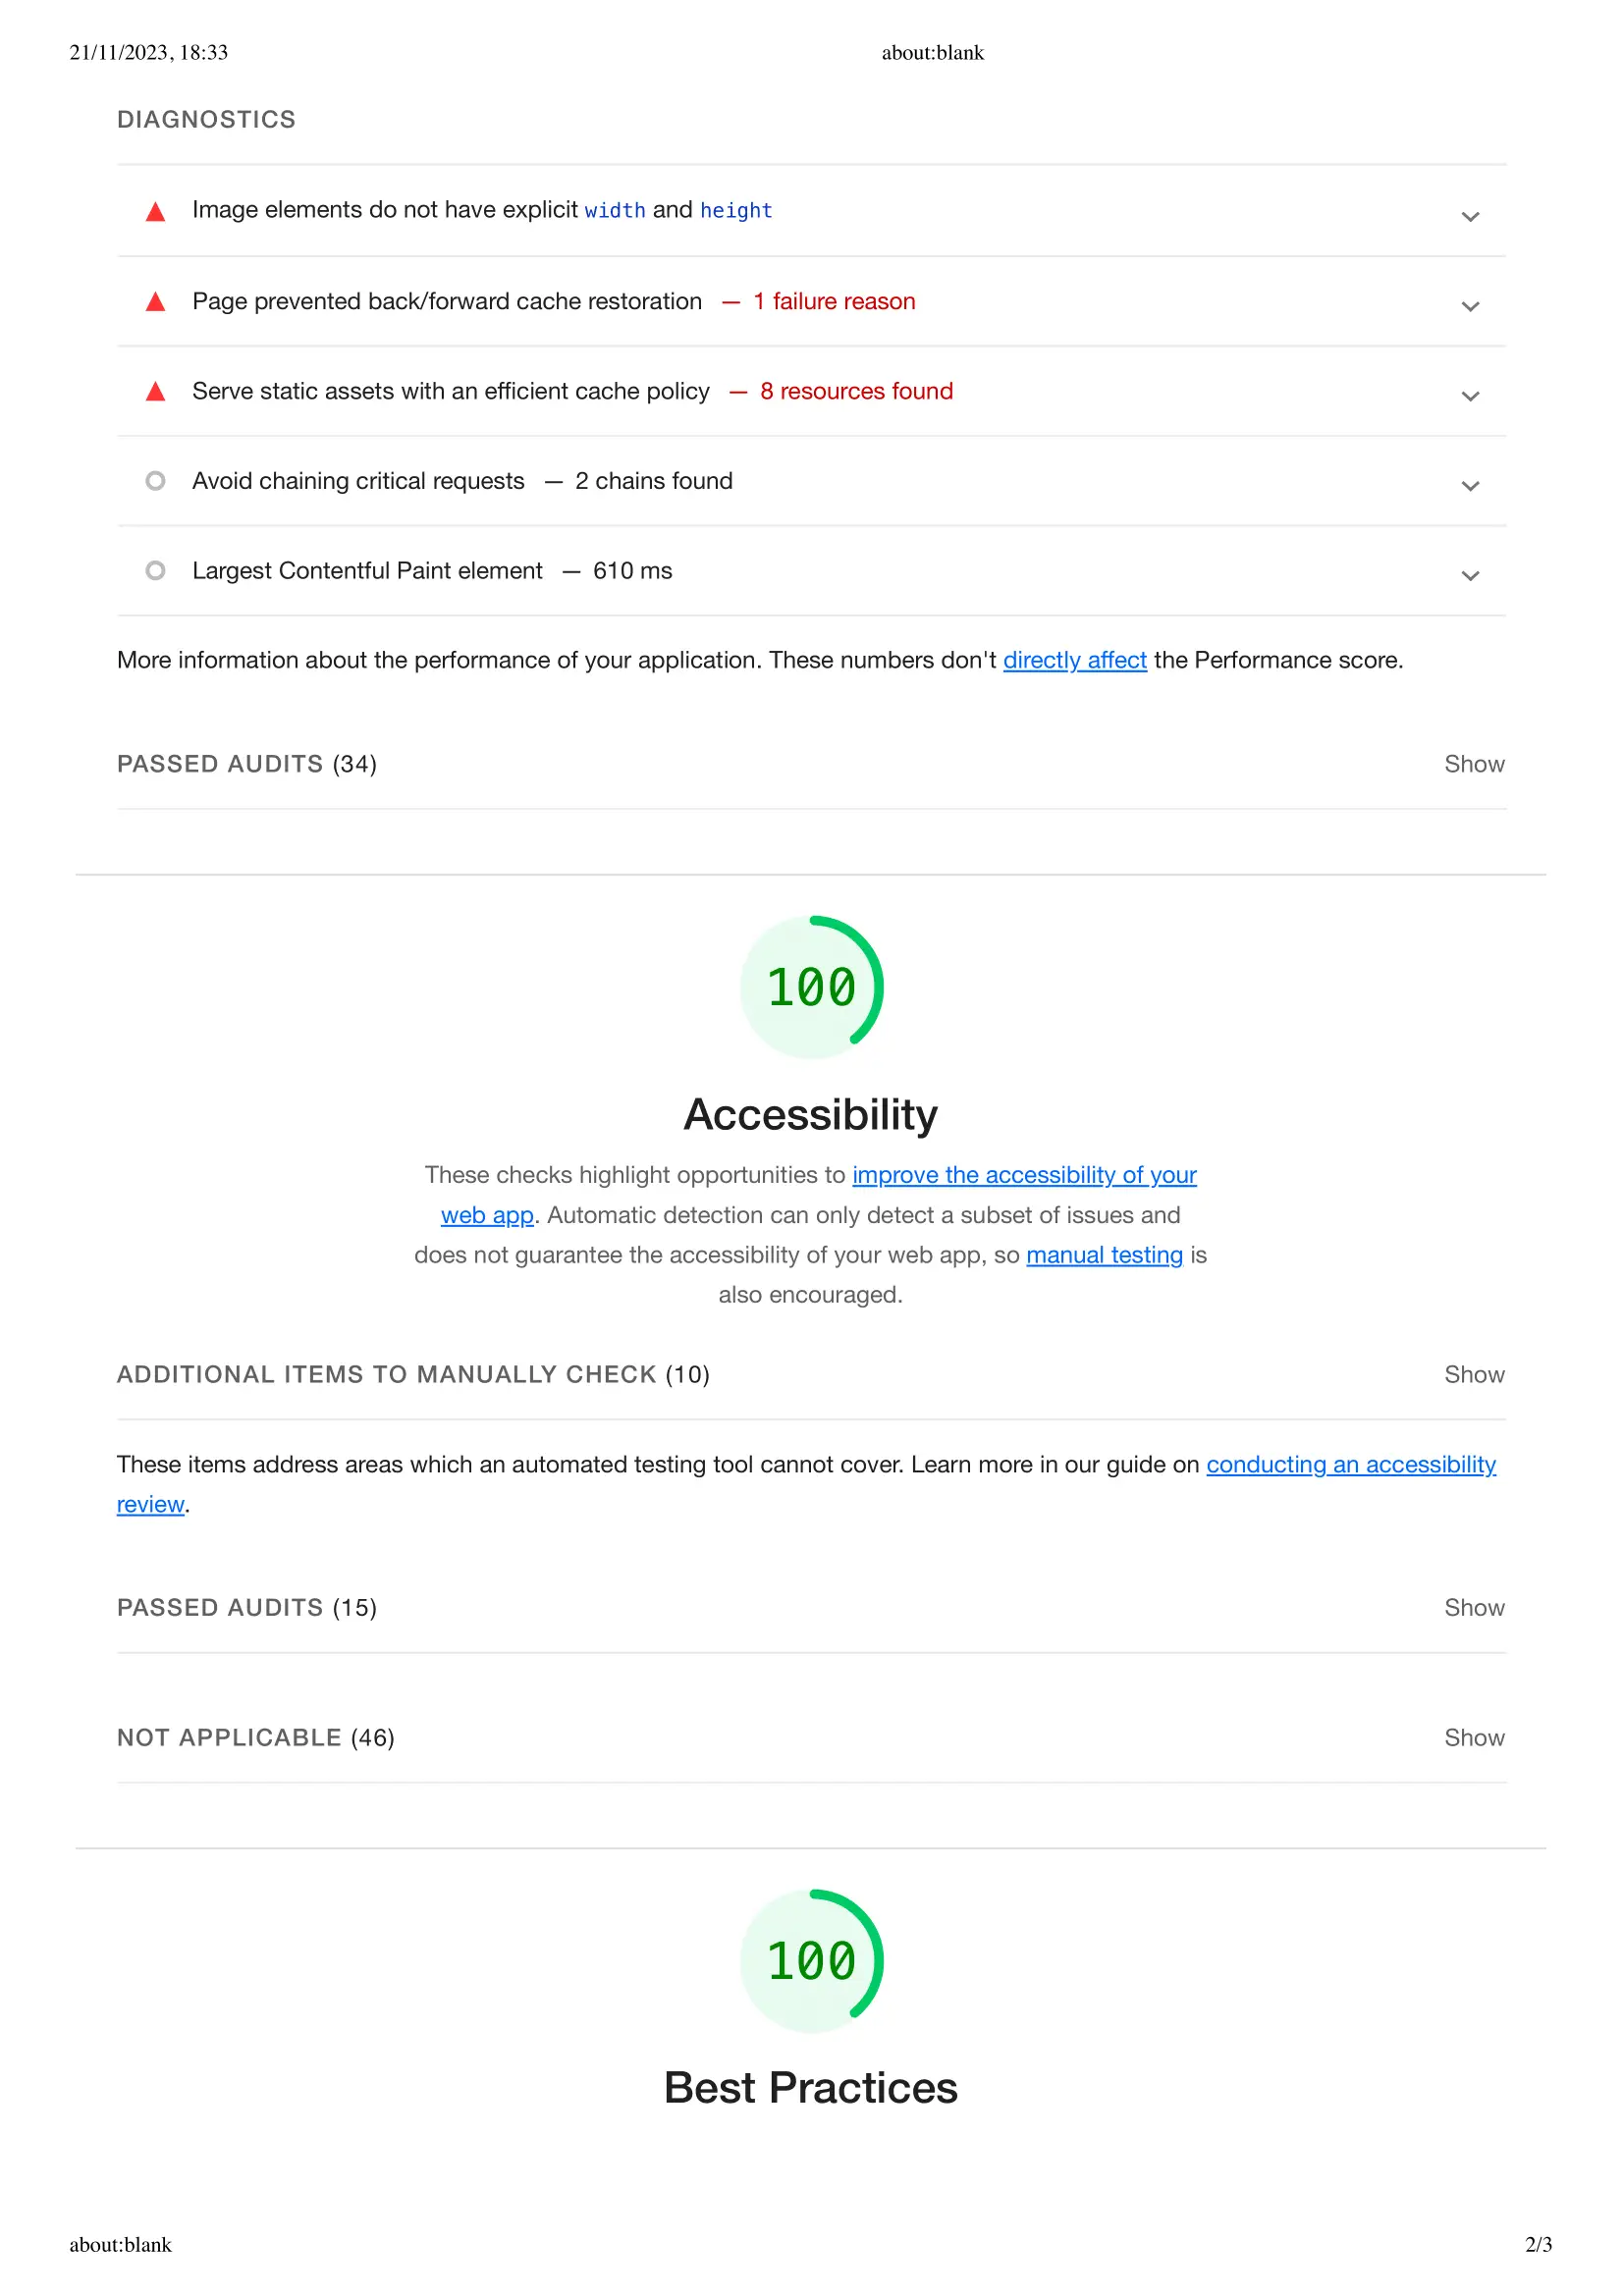 21/11/2023, 18:33
about:blank
DIAGNOSTICS
Image elements do not have explicit width and height
Page prevented back/forward cache restoration — 1 failure reason
Serve static assets with an efficient cache policy — 8 resources found
Avoid chaining critical requests — 2 chains found
Largest Contentful Paint element — 610 ms
More information about the performance of your application. These numbers don't directly affect the Performance score.
PASSED AUDITS (34)
Show
100
Accessibility
These checks highlight opportunities to improve the accessibility of your
web app. Automatic detection can only detect a subset of issues and
does not guarantee the accessibility of your web app, so manual testing is
also encouraged.
ADDITIONAL ITEMS TO MANUALLY CHECK (10)
Show
These items address areas which an automated testing tool cannot cover. Learn more in our guide on conducting an accessibility
review.
PASSED AUDITS (15)
Show
NOT APPLICABLE (46)
Show
100
Best Practices
about:blank
2/3